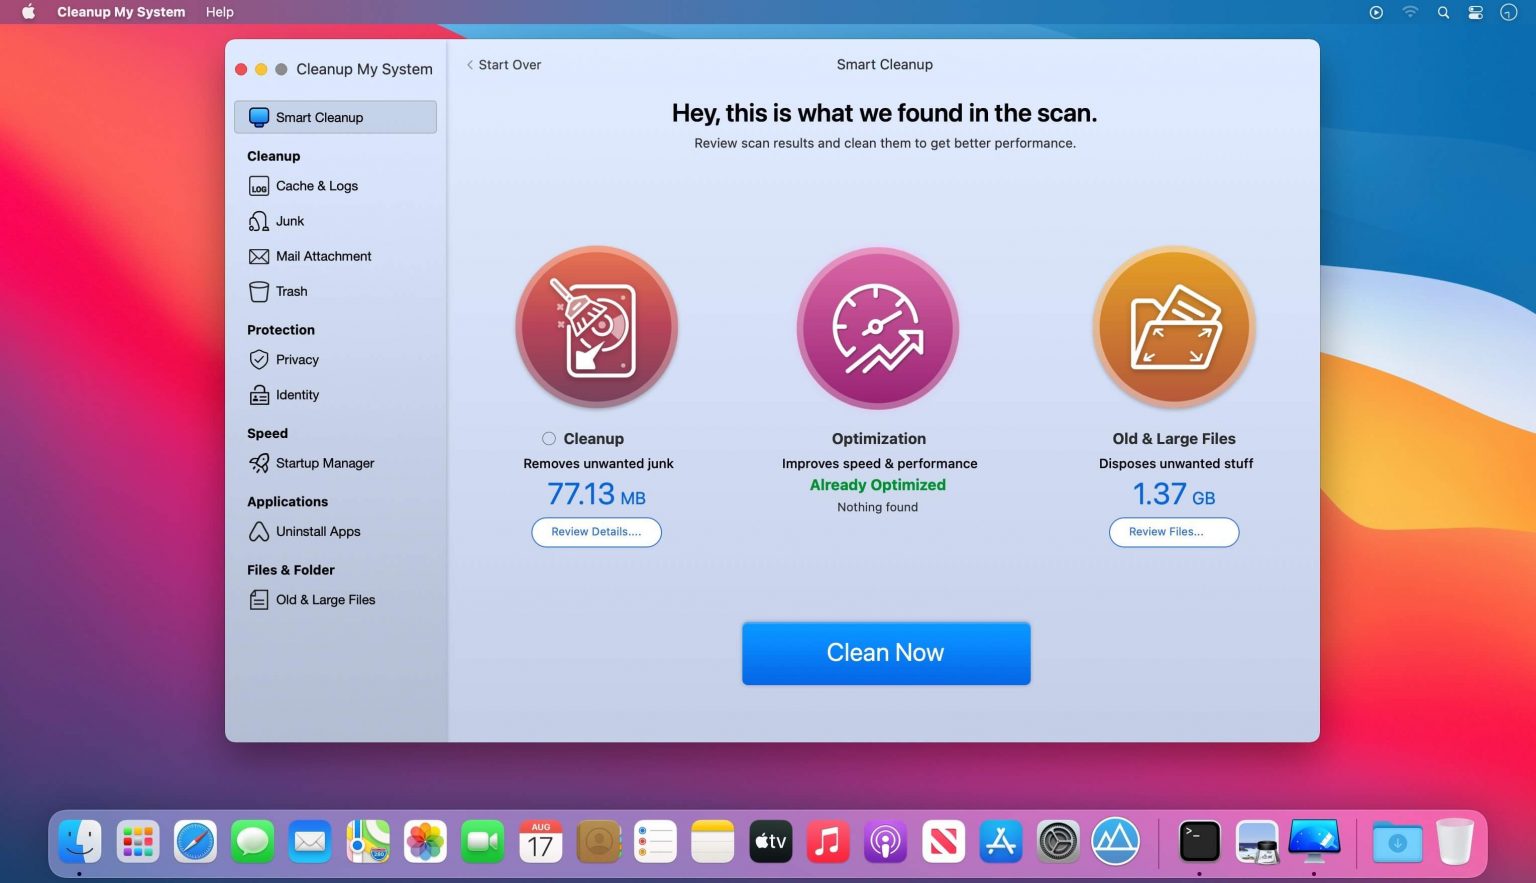 Cleanup My System Help
Cleanup My System
Smart Cleanup
Cleanup
LOG Cache & Logs
Junk
Mail Attachment
Trash
Protection
Privacy
Identity
Speed
Startup Manager
Applications
Uninstall Apps
Files & Folder
Old & Large Files
Start Over
Smart Cleanup
Hey, this is what we found in the scan.
Review scan results and clean them to get better performance.
Cleanup
Removes unwanted junk
77.13 MB
Review Details....
Optimization
Improves speed & performance
Already Optimized
Nothing found
Old & Large Files
Disposes unwanted stuff
1.37 GB
Review Files...
Clean Now
AUG
17
tv